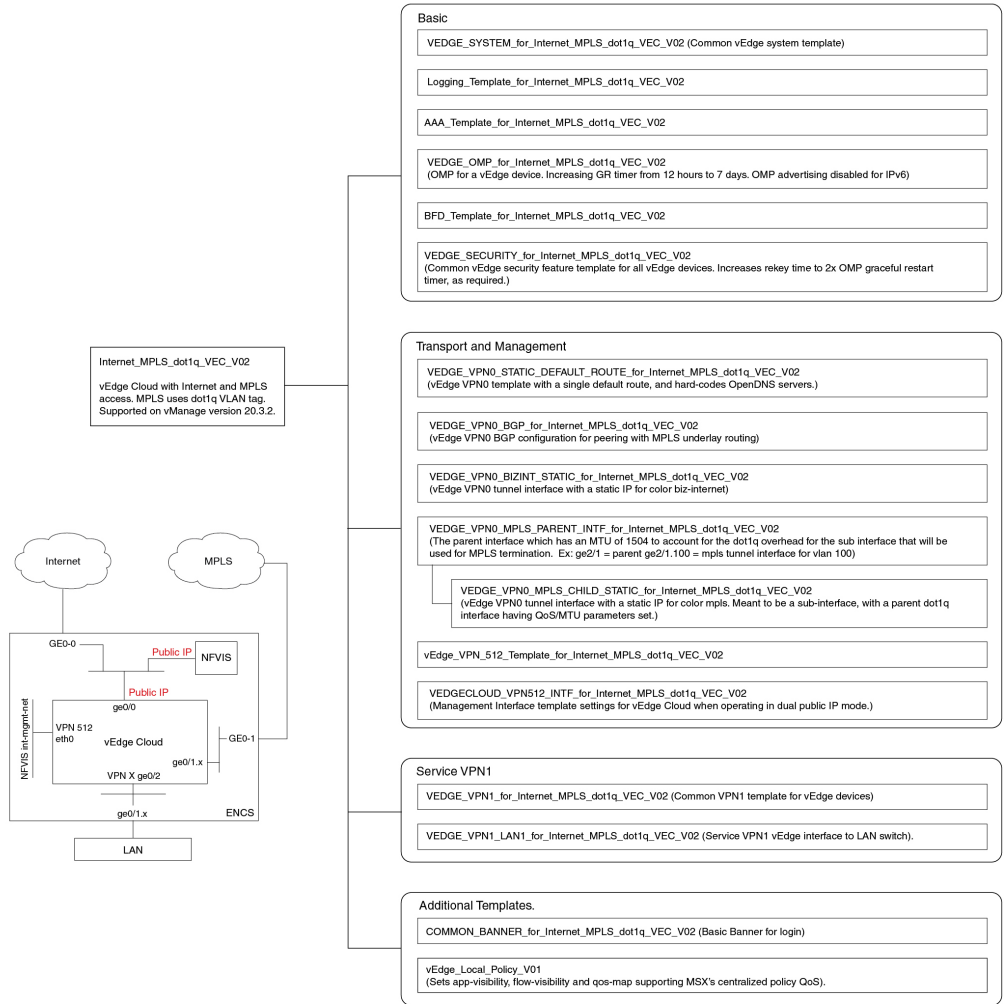 Basic
VEDGE_SYSTEM_for_Internet_MPLS_dot1q_VEC_V02 (Common vEdge system template)
Logging_Template_for_Internet_MPLS_dot1q_VEC_V02
AAA_Template_for_Internet_MPLS_dot1q_VEC_V02
VEDGE_OMP_for_Internet_MPLS_dot1q_VEC_V02
(OMP for a vEdge device. Increasing GR timer from 12 hours to 7 days. OMP advertising disabled for IPv6)
BFD_Template_for_Internet_MPLS_dot1q_VEC_V02
VEDGE_SECURITY_for_Internet_MPLS_dot1q_VEC_V02
(Common vEdge security feature template for all vEdge devices. Increases rekey time to 2x OMP graceful restart
timer, as required.)
Internet_MPLS_dot1q_VEC_V02
vEdge Cloud with Internet and MPLS
access. MPLS uses dot1q VLAN tag.
Supported on vManage version 20.3.2.
Transport and Management
VEDGE_VPN0_STATIC_DEFAULT_ROUTE_for_Internet_MPLS_dot1q_VEC_V02
(vEdge VPN0 template with a single default route, and hard-codes OpenDNS servers.)
VEDGE_VPN0_BGP_for_Internet_MPLS_dot1q_VEC_V02
(vEdge VPN0 BGP configuration for peering with MPLS underlay routing)
VEDGE_VPN0_BIZINT_STATIC_for_Internet_MPLS_dot1q_VEC_V02
(vEdge VPN0 tunnel interface with a static IP for color biz-internet)
VEDGE_VPN0_MPLS_PARENT_INTF_for_Internet_MPLS_dot1q_VEC_V02
(The parent interface which has an MTU of 1504 to account for the dot1q overhead for the sub interface that will be
used for MPLS termination. Ex: ge2/1 = parent ge2/1.100 = mpls tunnel interface for vlan 100)
VEDGE_VPN0_MPLS_CHILD_STATIC_for_Internet_MPLS_dot1q_VEC_V02
(vEdge VPN0 tunnel interface with a static IP for color mpls. Meant to be a sub-interface, with a parent dot1q
interface having QoS/MTU parameters set.)
vEdge_VPN_512_Template_for_Internet_MPLS_dot1q_VEC_V02
VEDGECLOUD_VPN512_INTF_for_Internet_MPLS_dot1q_VEC_V02
(Management Interface template settings for vEdge Cloud when operating in dual public IP mode.)
Internet
MPLS
GE0-0
Public IP
NFVIS
Public IP
ge0/0
NFVIS int-mgmt-net
VPN 512
eth0
vEdge Cloud
GE0-1
ge0/1.x
VPN X ge0/2
ge0/1.x
ENCS
LAN
Service VPN1
VEDGE_VPN1_for_Internet_MPLS_dot1q_VEC_V02 (Common VPN1 template for vEdge devices)
VEDGE_VPN1_LAN1_for_Internet_MPLS_dot1q_VEC_V02 (Service VPN1 vEdge interface to LAN switch).
Additional Templates.
COMMON_BANNER_for_Internet_MPLS_dot1q_VEC_V02 (Basic Banner for login)
vEdge_Local_Policy_V01
(Sets app-visibility, flow-visibility and qos-map supporting MSX's centralized policy QoS).